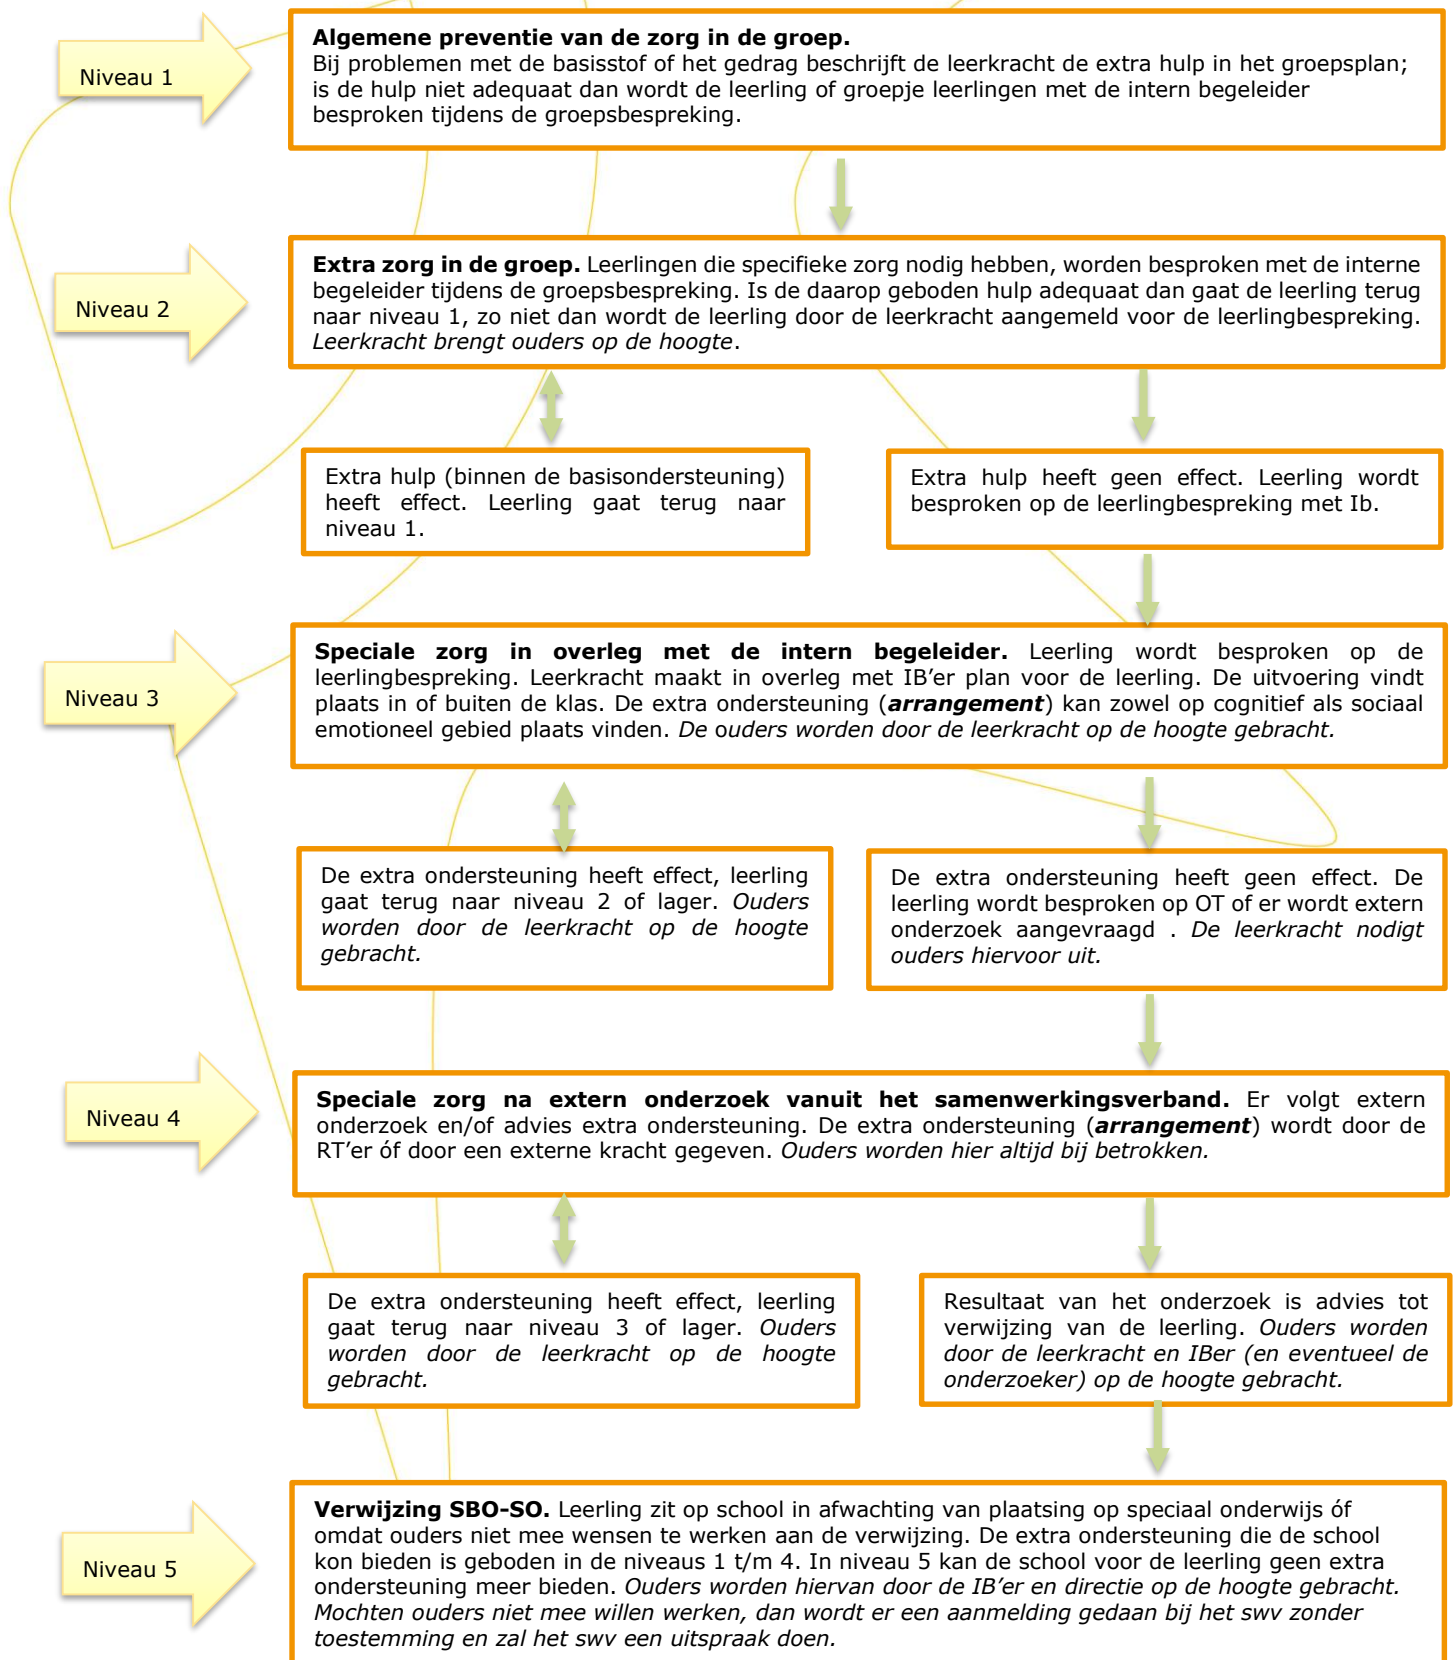 Niveau 1
Algemene preventie van de zorg in de groep.
Bij problemen met de basisstof of het gedrag beschrijft de leerkracht de extra hulp in het groepsplan;
is de hulp niet adequaat dan wordt de leerling of groepje leerlingen met de intern begeleider
besproken tijdens de groepsbespreking.
Niveau 2
Extra zorg in de groep. Leerlingen die specifieke zorg nodig hebben, worden besproken met de interne
begeleider tijdens de groepsbespreking. Is de daarop geboden hulp adequaat dan gaat de leerling terug
naar niveau 1, zo niet dan wordt de leerling door de leerkracht aangemeld voor de leerlingbespreking.
Leerkracht brengt ouders op de hoogte.
Extra hulp (binnen de basisondersteuning)
heeft effect. Leerling gaat terug naar
niveau 1.
Extra hulp heeft geen effect. Leerling wordt
besproken op de leerlingbespreking met Ib.
Niveau 3
Speciale zorg in overleg met de intern begeleider. Leerling wordt besproken op de
leerlingbespreking. Leerkracht maakt in overleg met IB’er plan voor de leerling. De uitvoering vindt
plaats in of buiten de klas. De extra ondersteuning (arrangement) kan zowel op cognitief als sociaal
emotioneel gebied plaats vinden. De ouders worden door de leerkracht op de hoogte gebracht.
De extra ondersteuning heeft effect, leerling
gaat terug naar niveau 2 of lager. Ouders
worden door de leerkracht op de hoogte
gebracht.
De extra ondersteuning heeft geen effect. De
leerling wordt besproken op OT of er wordt extern
onderzoek aangevraagd . De leerkracht nodigt
ouders hiervoor uit.
Niveau 4
Speciale zorg na extern onderzoek vanuit het samenwerkingsverband. Er volgt extern
onderzoek en/of advies extra ondersteuning. De extra ondersteuning (arrangement) wordt door de
RT’er óf door een externe kracht gegeven. Ouders worden hier altijd bij betrokken.
De extra ondersteuning heeft effect, leerling
gaat terug naar niveau 3 of lager. Ouders
worden door de leerkracht op de hoogte
gebracht.
Resultaat van het onderzoek is advies tot
verwijzing van de leerling. Ouders worden
door de leerkracht en IBer (en eventueel de
onderzoeker) op de hoogte gebracht.
Niveau 5
Verwijzing SBO-SO. Leerling zit op school in afwachting van plaatsing op speciaal onderwijs óf
omdat ouders niet mee wensen te werken aan de verwijzing. De extra ondersteuning die de school
kon bieden is geboden in de niveaus 1 t/m 4. In niveau 5 kan de school voor de leerling geen extra
ondersteuning meer bieden. Ouders worden hiervan door de IB’er en directie op de hoogte gebracht.
Mochten ouders niet mee willen werken, dan wordt er een aanmelding gedaan bij het swv zonder
toestemming en zal het swv een uitspraak doen.